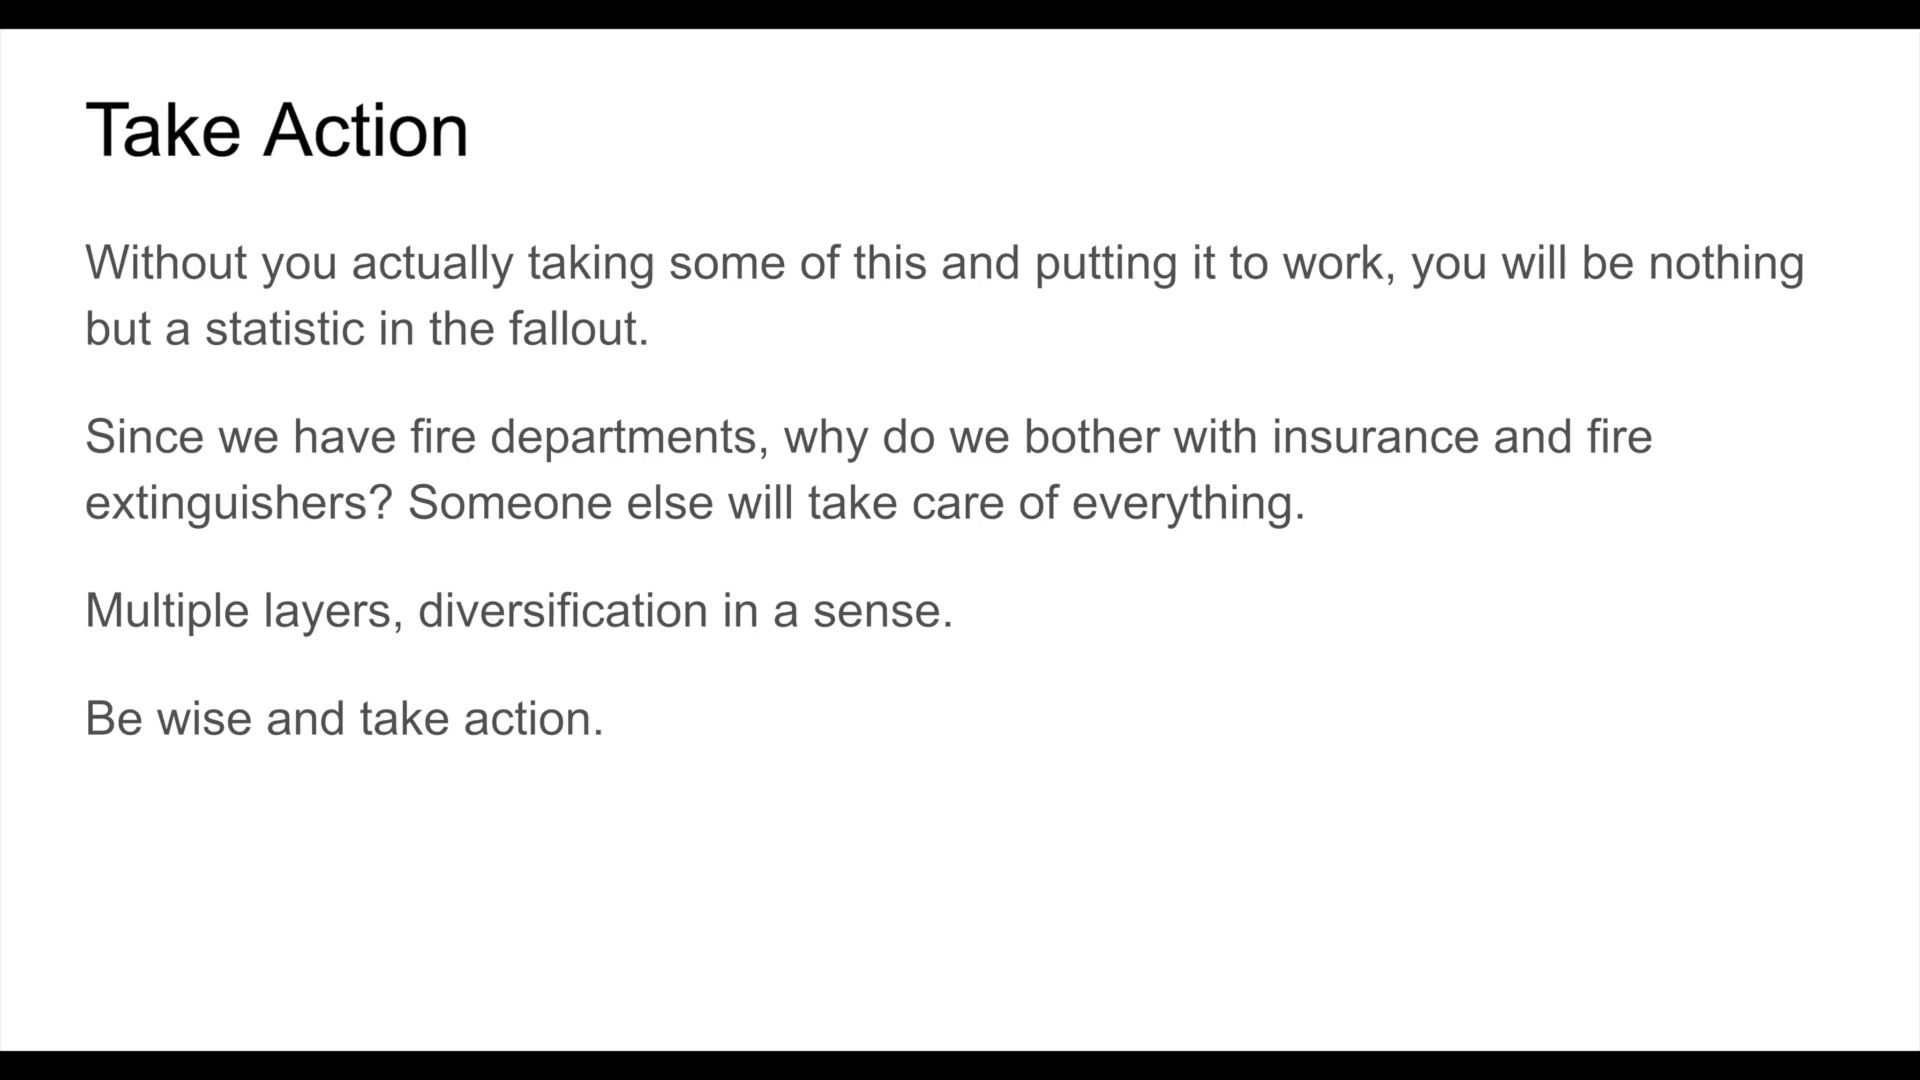 Take Action
Without you actually taking some of this and putting it to work, you will be nothing
but a statistic in the fallout.
Since we have fire departments, why do we bother with insurance and fire
extinguishers? Someone else will take care of everything.
Multiple layers, diversification in a sense.
Be wise and take action.